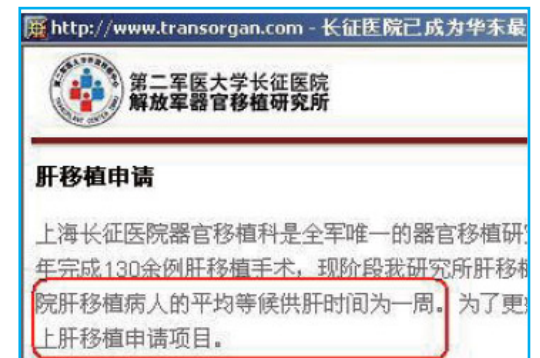 http://www.transorgan.com - 长征医院已成为华东最
第二军医大学长征医院
解放军器官移植研究所
肝移植申请
上海长征医院器官移植科是全军唯一的器官移植研
年完成130余例肝移植手术，现阶段我研究所肝移植
院肝移植病人的平均等候供肝时间为一周。为了更
上肝移植申请项目。